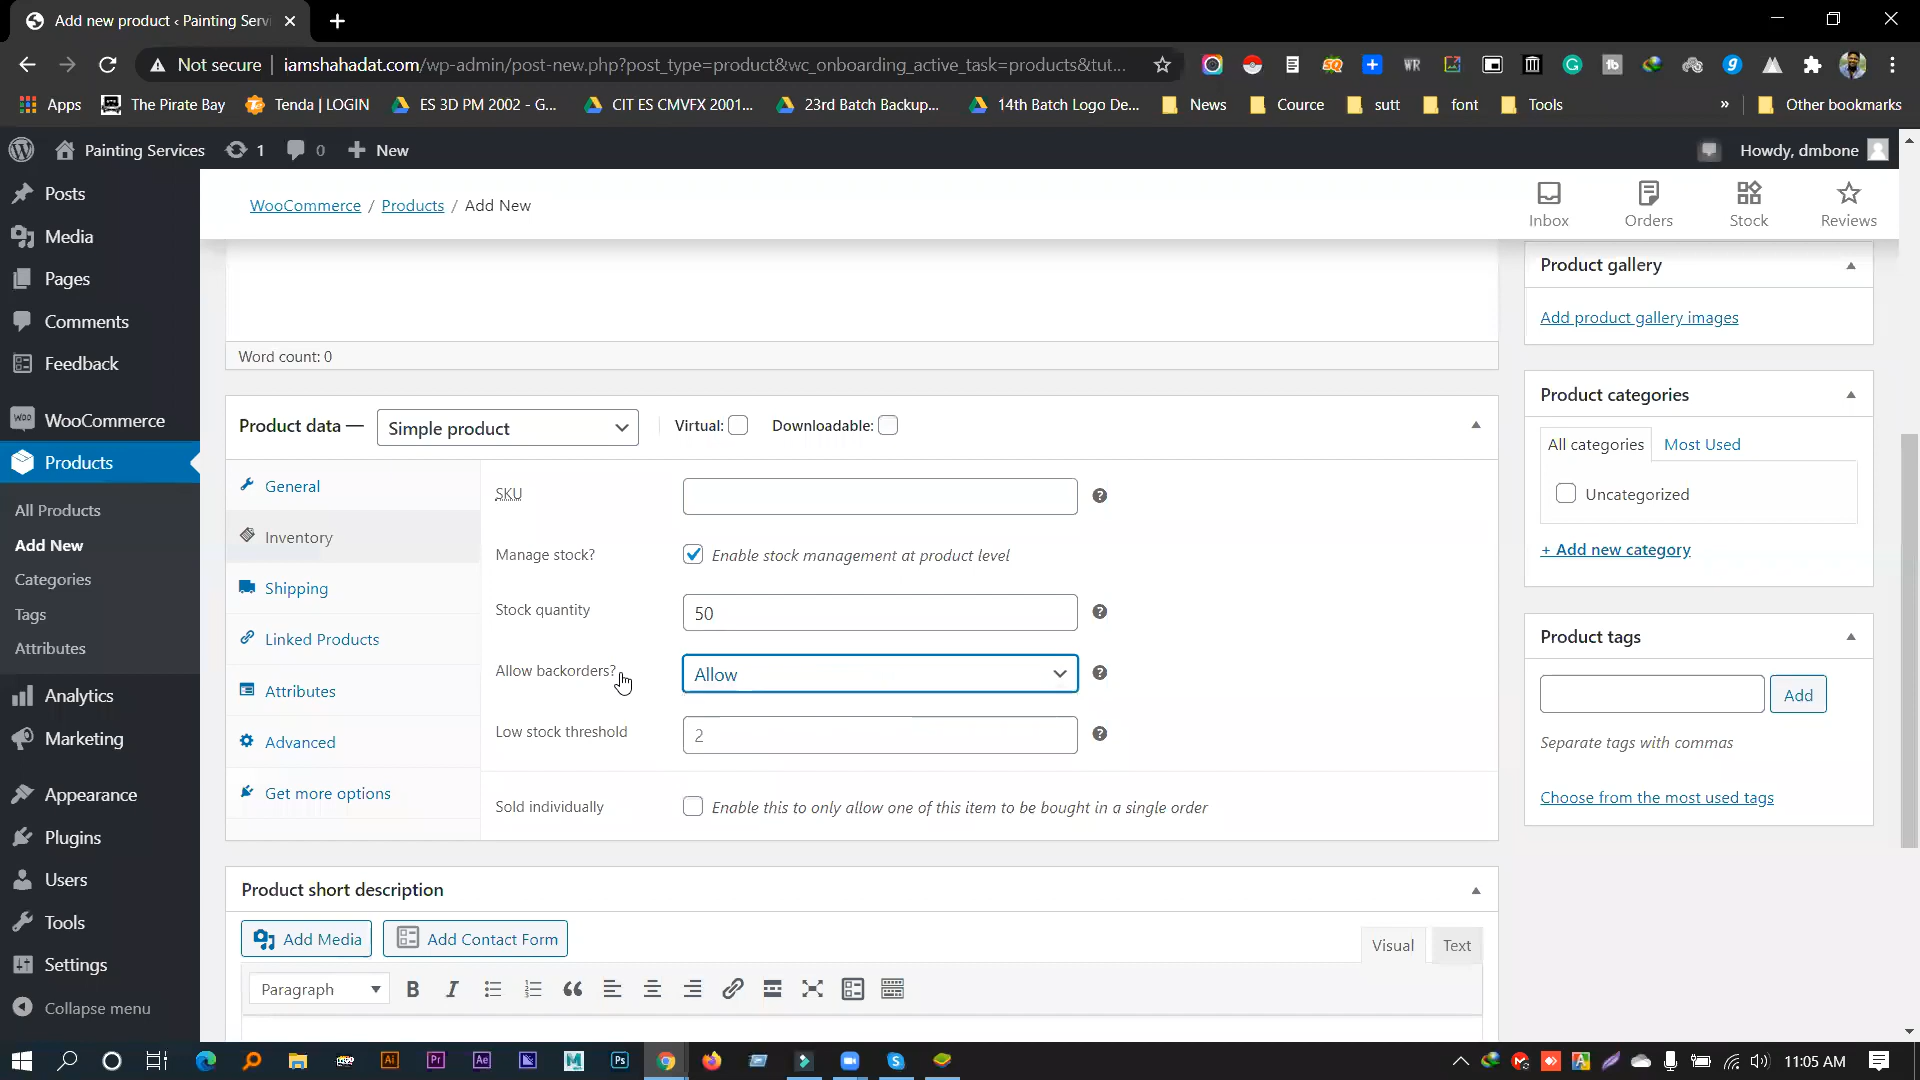 Add new product ‹ Painting Servi
Not secure
iamshahadat.com/wp-admin/post-new.php?post_type=product&wc_onboarding_active_task=products&tut...
Apps
The Pirate Bay
Tenda | LOGIN
ES 3D PM 2002 - G...
CIT ES CMVFX 2001...
23rd Batch Backup...
14th Batch Logo De...
News
Cource
sutt
font
Tools
»
Other bookmarks
Painting Services
1
0
New
Howdy, dmbone
Posts
Media
Pages
Comments
Feedback
WooCommerce
Products
All Products
Add New
Categories
Tags
Attributes
Analytics
Marketing
Appearance
Plugins
Users
Tools
Settings
Collapse menu
WooCommerce / Products / Add New
Inbox
Orders
Stock
Reviews
Word count: 0
Product data —
Simple product
Virtual:
Downloadable:
General
Inventory
Shipping
Linked Products
Attributes
Advanced
Get more options
SKU
Manage stock?
Enable stock management at product level
Stock quantity
50
Allow backorders?
Allow
Low stock threshold
2
Sold individually
Enable this to only allow one of this item to be bought in a single order
Product short description
Add Media
Add Contact Form
Visual
Text
Paragraph
Product gallery
Add product gallery images
Product categories
All categories
Most Used
Uncategorized
+ Add new category
Product tags
Add
Separate tags with commas
Choose from the most used tags
11:05 AM